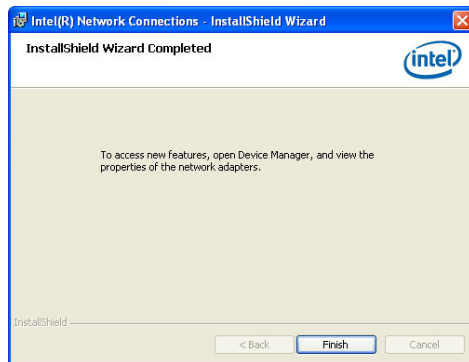 Intel(R) Network Connections - InstallShield Wizard
InstallShield Wizard Completed
intel
To access new features, open Device Manager, and view the
properties of the network adapters.
InstallShield
< Back
Finish
Cancel